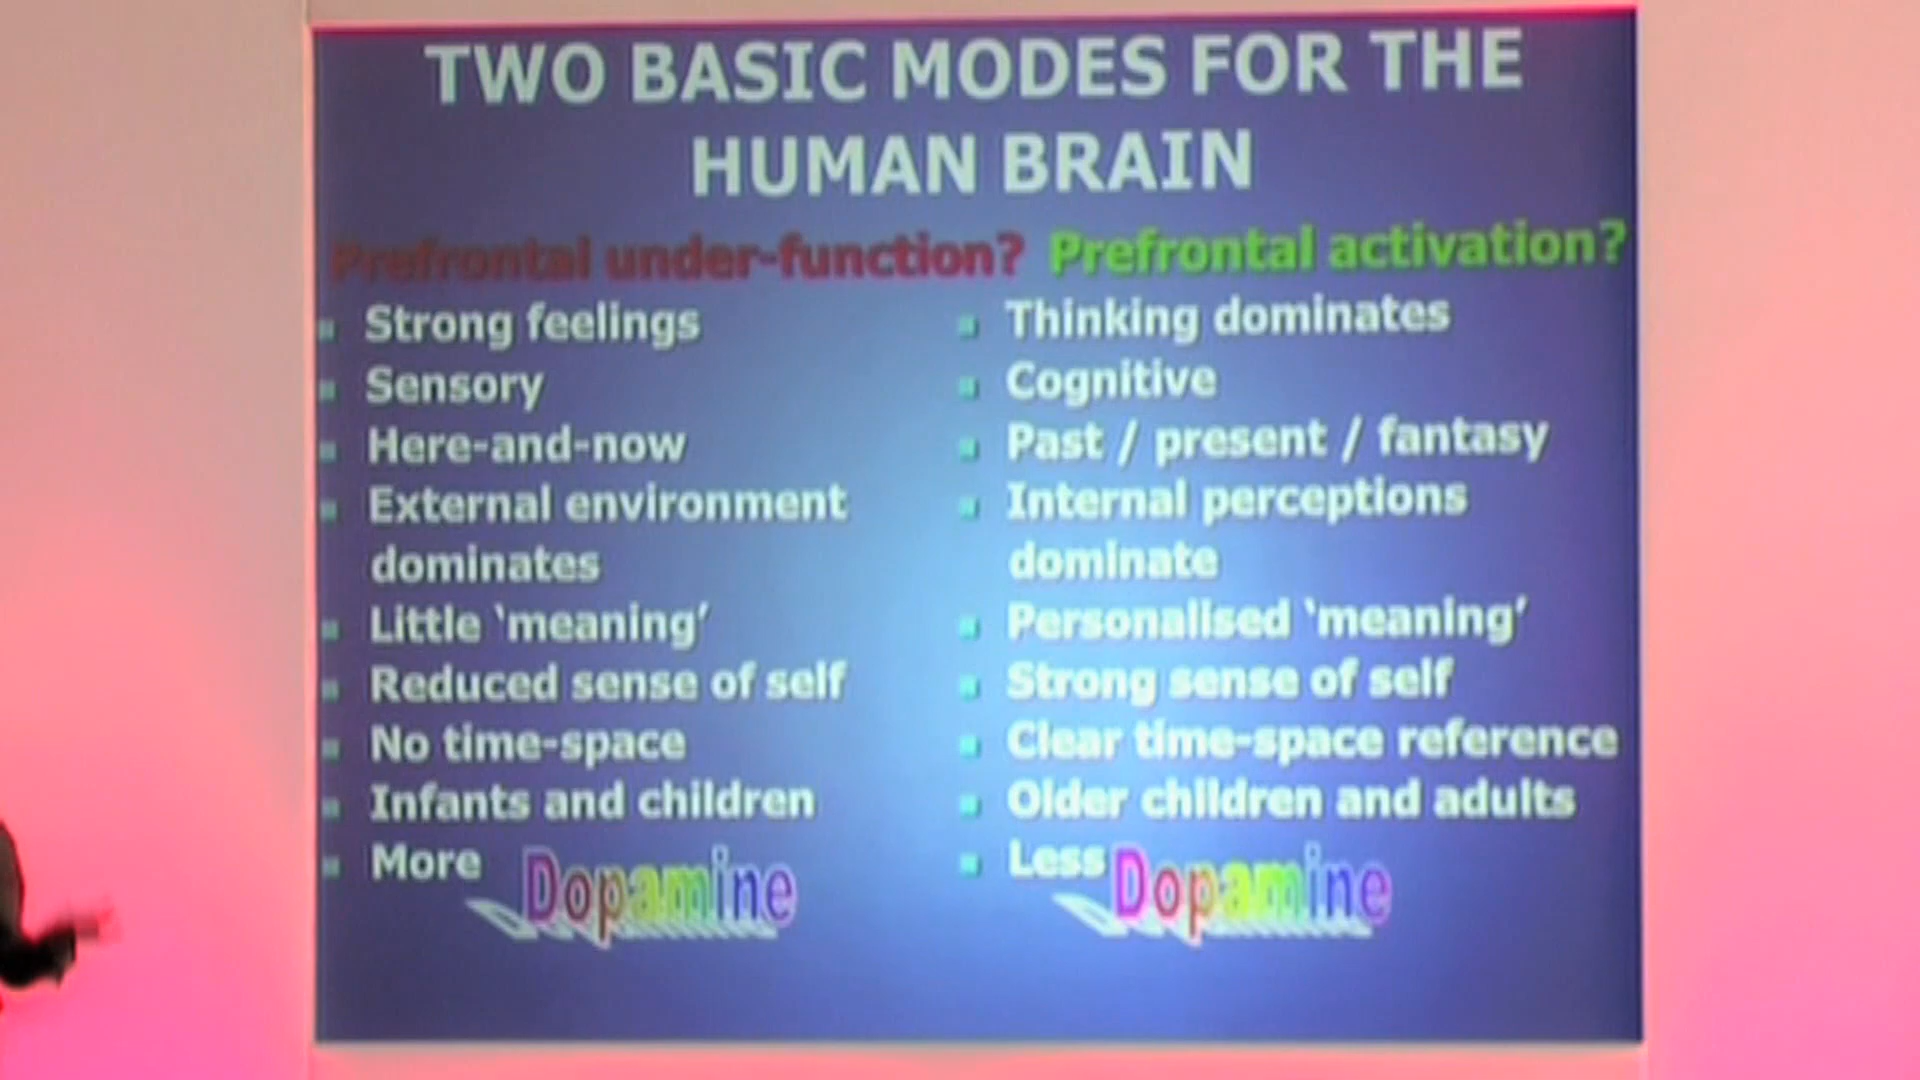 TWO BASIC MODES FOR THE
HUMAN BRAIN
Prefrontal under-function?
Strong feelings
Sensory
Here-and-now
External environment
dominates
Little ‘meaning’
Reduced sense of self
No time-space
Infants and children
More Dopamine
Prefrontal activation?
Thinking dominates
Cognitive
Past / present / fantasy
Internal perceptions
dominate
Personalised ‘meaning’
Strong sense of self
Clear time-space reference
Older children and adults
Less Dopamine